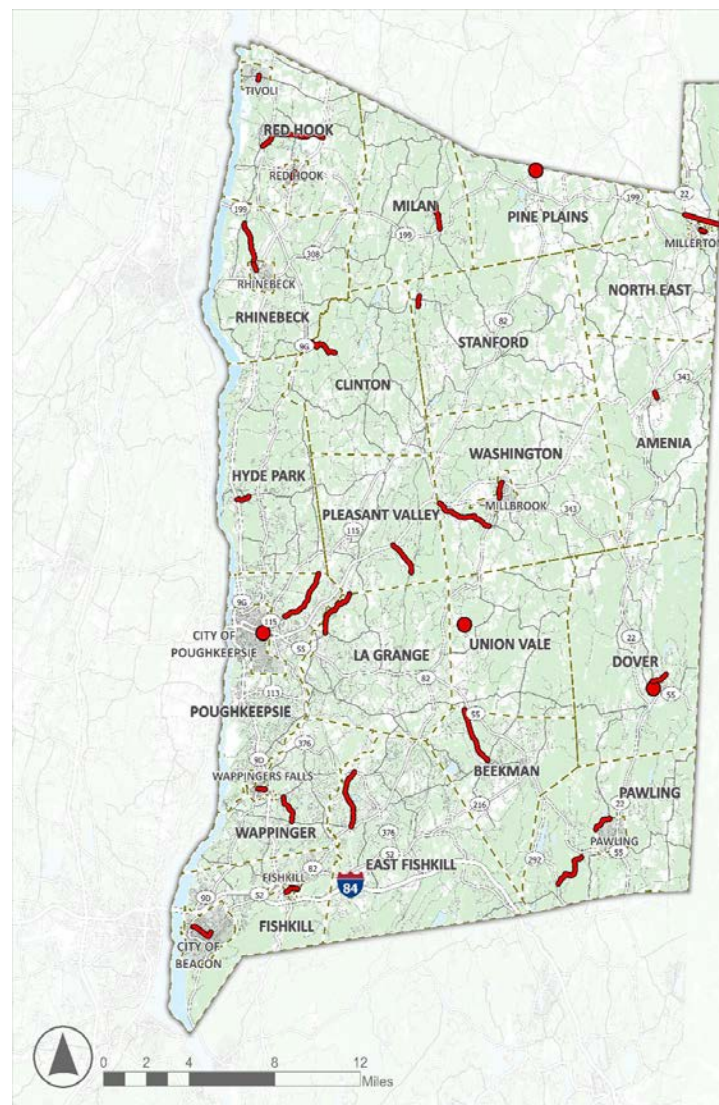 TIVOLI
RED HOOK
RED HOOK
MILAN
PINE PLAINS
199
22
MILLERTON
199
199
308
RHINEBECK
NORTH EAST
RHINEBECK
82
STANFORD
9G
CLINTON
343
AMENIA
WASHINGTON
HYDE PARK
MILLBROOK
PLEASANT VALLEY
343
115
9G
115
CITY OF
POUGHKEEPSIE
55
UNION VALE
22
LA GRANGE
DOVER
82
55
113
POUGHKEEPSIE
55
376
9D
BEEKMAN
WAPPINGERS FALLS
PAWLING
216
22
WAPPINGER
376
PAWLING
52
55
EAST FISHKILL
292
82
FISHKILL
84
52
9D
FISHKILL
CITY OF
BEACON
0 2 4 8 12
Miles